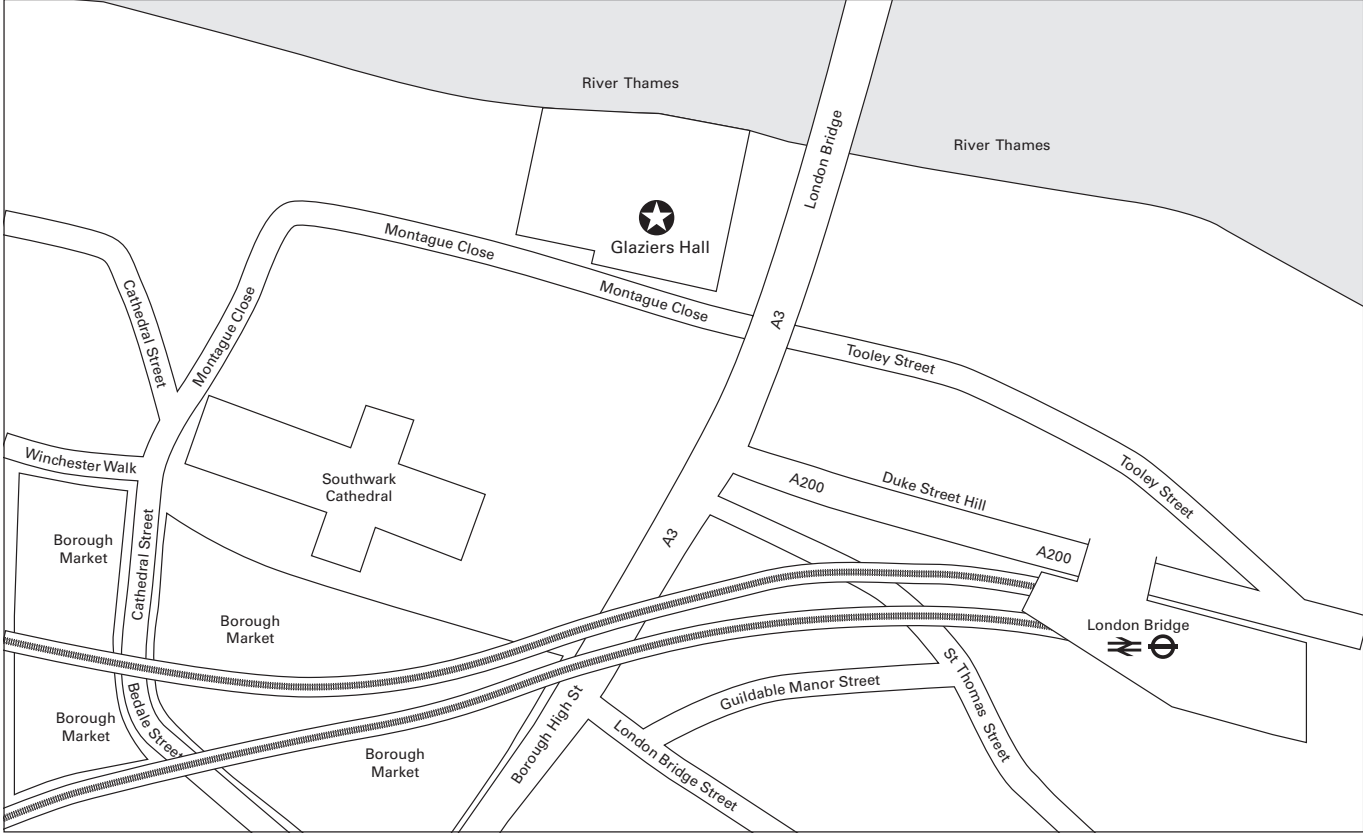 River Thames
London Bridge
River Thames
Glaziers Hall
Montague Close
Montague Close
Montague Close
Cathedral Street
A3
Tooley Street
Tooley Street
Winchester Walk
Southwark
Cathedral
A200
Duke Street Hill
A200
A3
Borough
Market
Cathedral Street
Borough
Market
London Bridge
St Thomas Street
Guildable Manor Street
Borough
Market
Bedale Street
Borough High St
London Bridge Street
Borough
Market